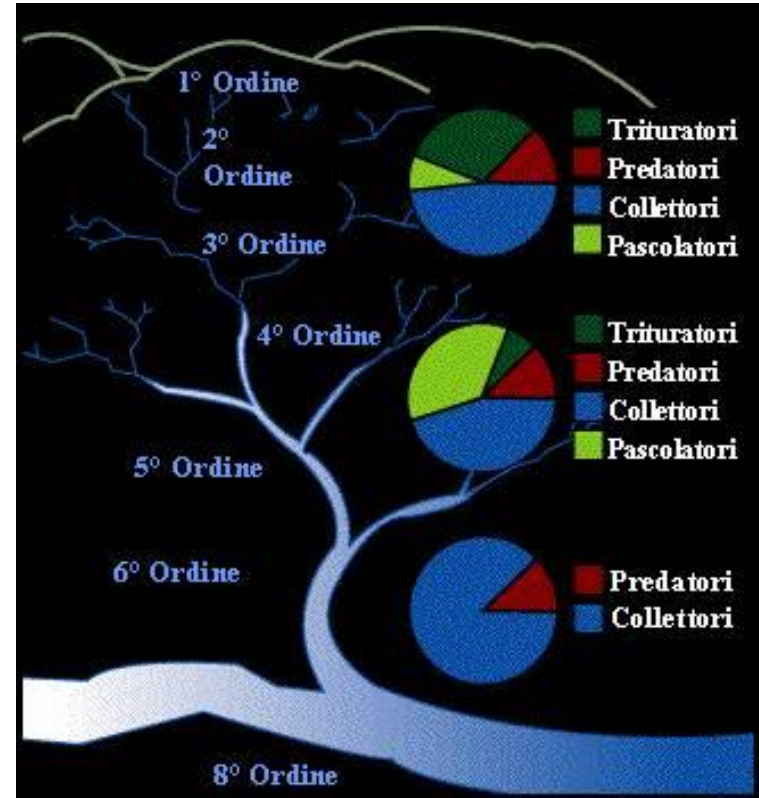 1° Ordine
2°
Ordine
3° Ordine
4° Ordine
5° Ordine
6° Ordine
8° Ordine
Trituratori
Predatori
Collettori
Pascolatori
Trituratori
Predatori
Collettori
Pascolatori
Predatori
Collettori